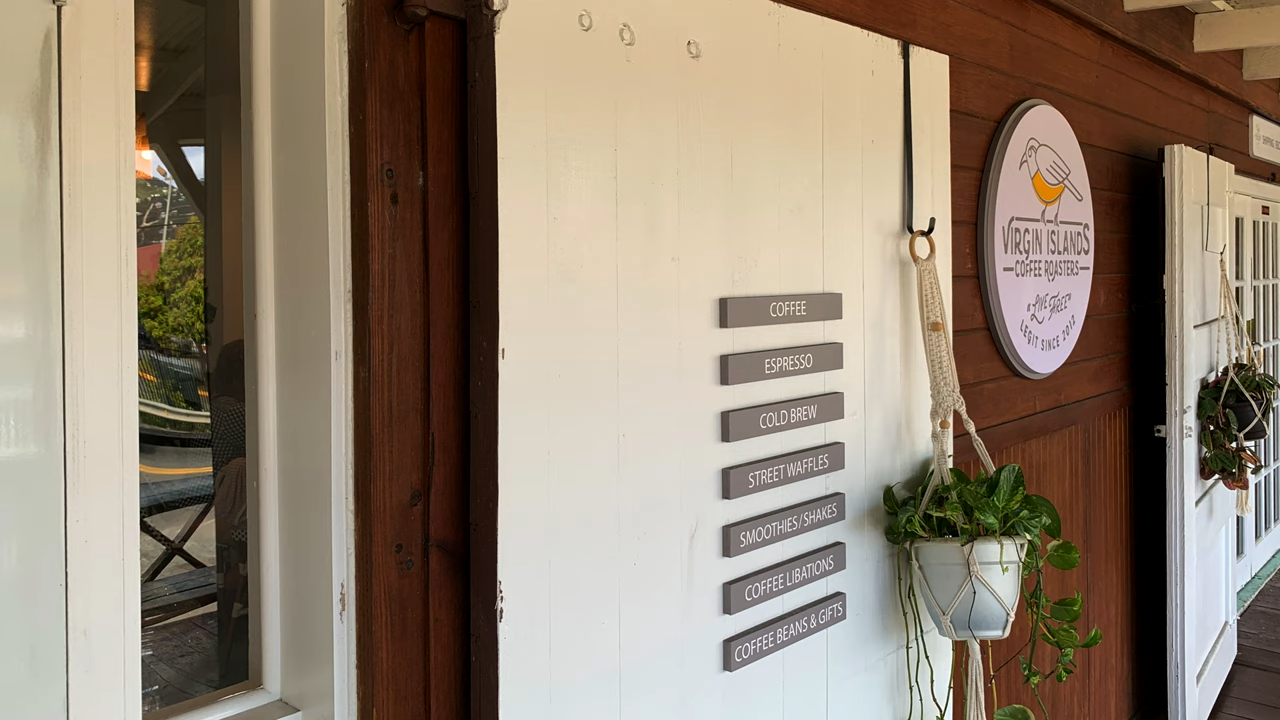 COFFEE
ESPRESSO
COLD BREW
STREET WAFFLES
SMOOTHIES/SHAKES
COFFEE LIBATIONS
COFFEE BEANS & GIFTS
VIRGIN ISLANDS
COFFEE ROASTERS
"LIVE FREE"
LEGIT SINCE 2012